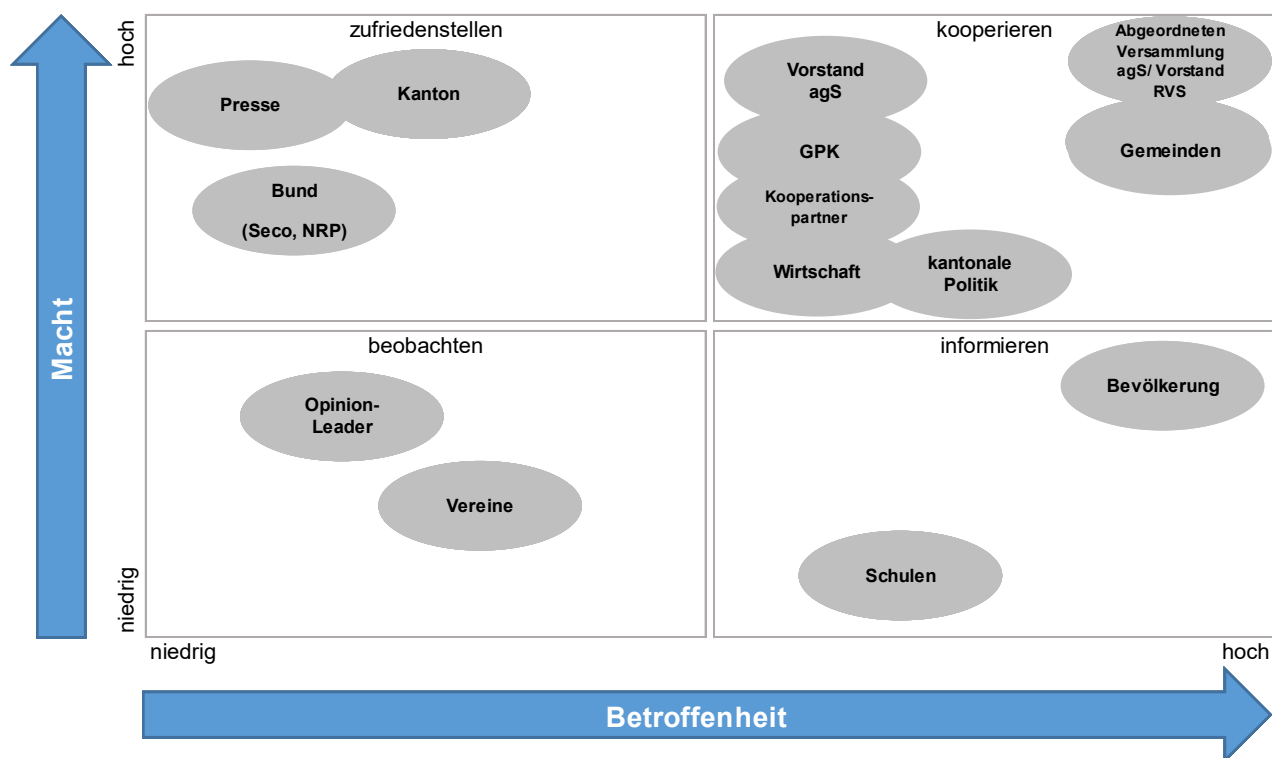 hoch
Macht
niedrig
zufriedenstellen
Presse
Kanton
Bund
(Seco, NRP)
kooperieren
Vorstand
agS
Abgeordneten
Versammlung
agS/ Vorstand
RVS
GPK
Gemeinden
Kooperations-
partner
Wirtschaft
kantonale
Politik
beobachten
Opinion-
Leader
Vereine
informieren
Bevölkerung
Schulen
niedrig
hoch
Betroffenheit